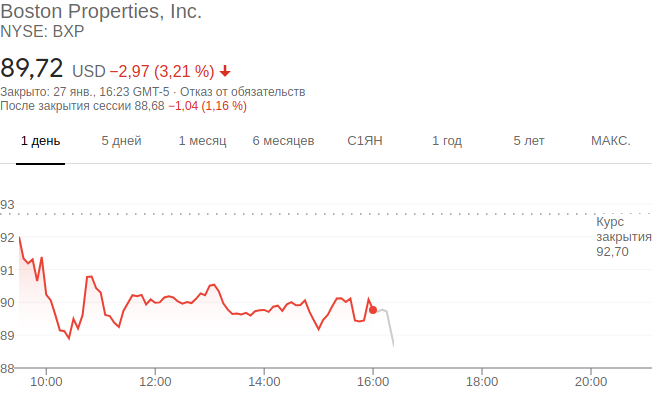 Boston Properties, Inc.
NYSE: BXP
89,72 USD −2,97 (3,21 %)
Закрыто: 27 янв., 16:23 GMT-5 · Отказ от обязательств
После закрытия сессии 88,68 −1,04 (1,16 %)
1 день 5 дней 1 месяц 6 месяцев С1ЯН 1 год 5 лет МАКС.
93
Курс
закрытия
92
92,70
91
90
89
88
10:00 12:00 14:00 16:00 18:00 20:00